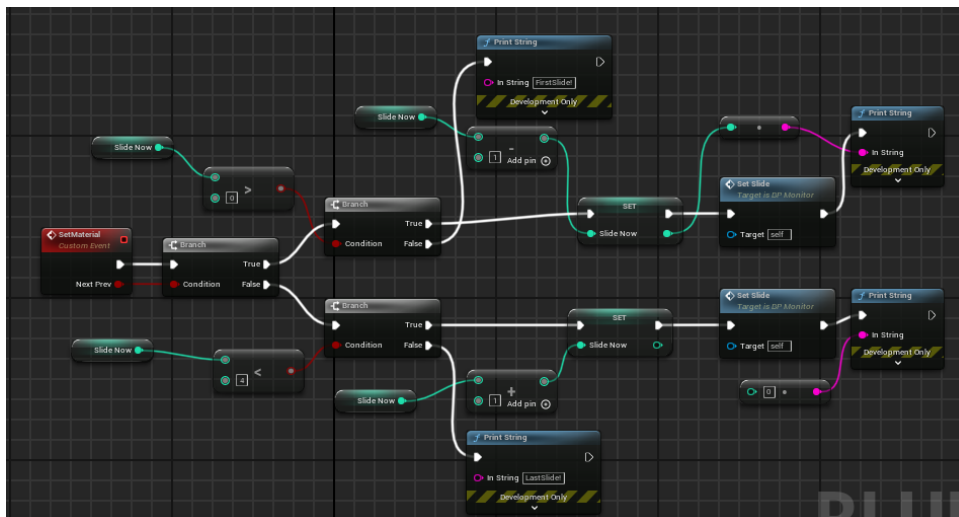 Print String
In String FirstSlide!
Development Only
Slide Now
-
1 Add pin
Print String
In String
Development Only
Slide Now
>
0
Set Slide
Target is BP Monitor
Target self
SET
Slide Now
Branch
True
Condition False
SetMaterial
Custom Event
Next Prev
Branch
True
Condition False
Branch
True
Condition False
SET
Slide Now
Set Slide
Target is BP Monitor
Target self
Print String
In String
Development Only
Slide Now
<
4
Slide Now
+
1 Add pin
0
Print String
In String LastSlide!
Development Only